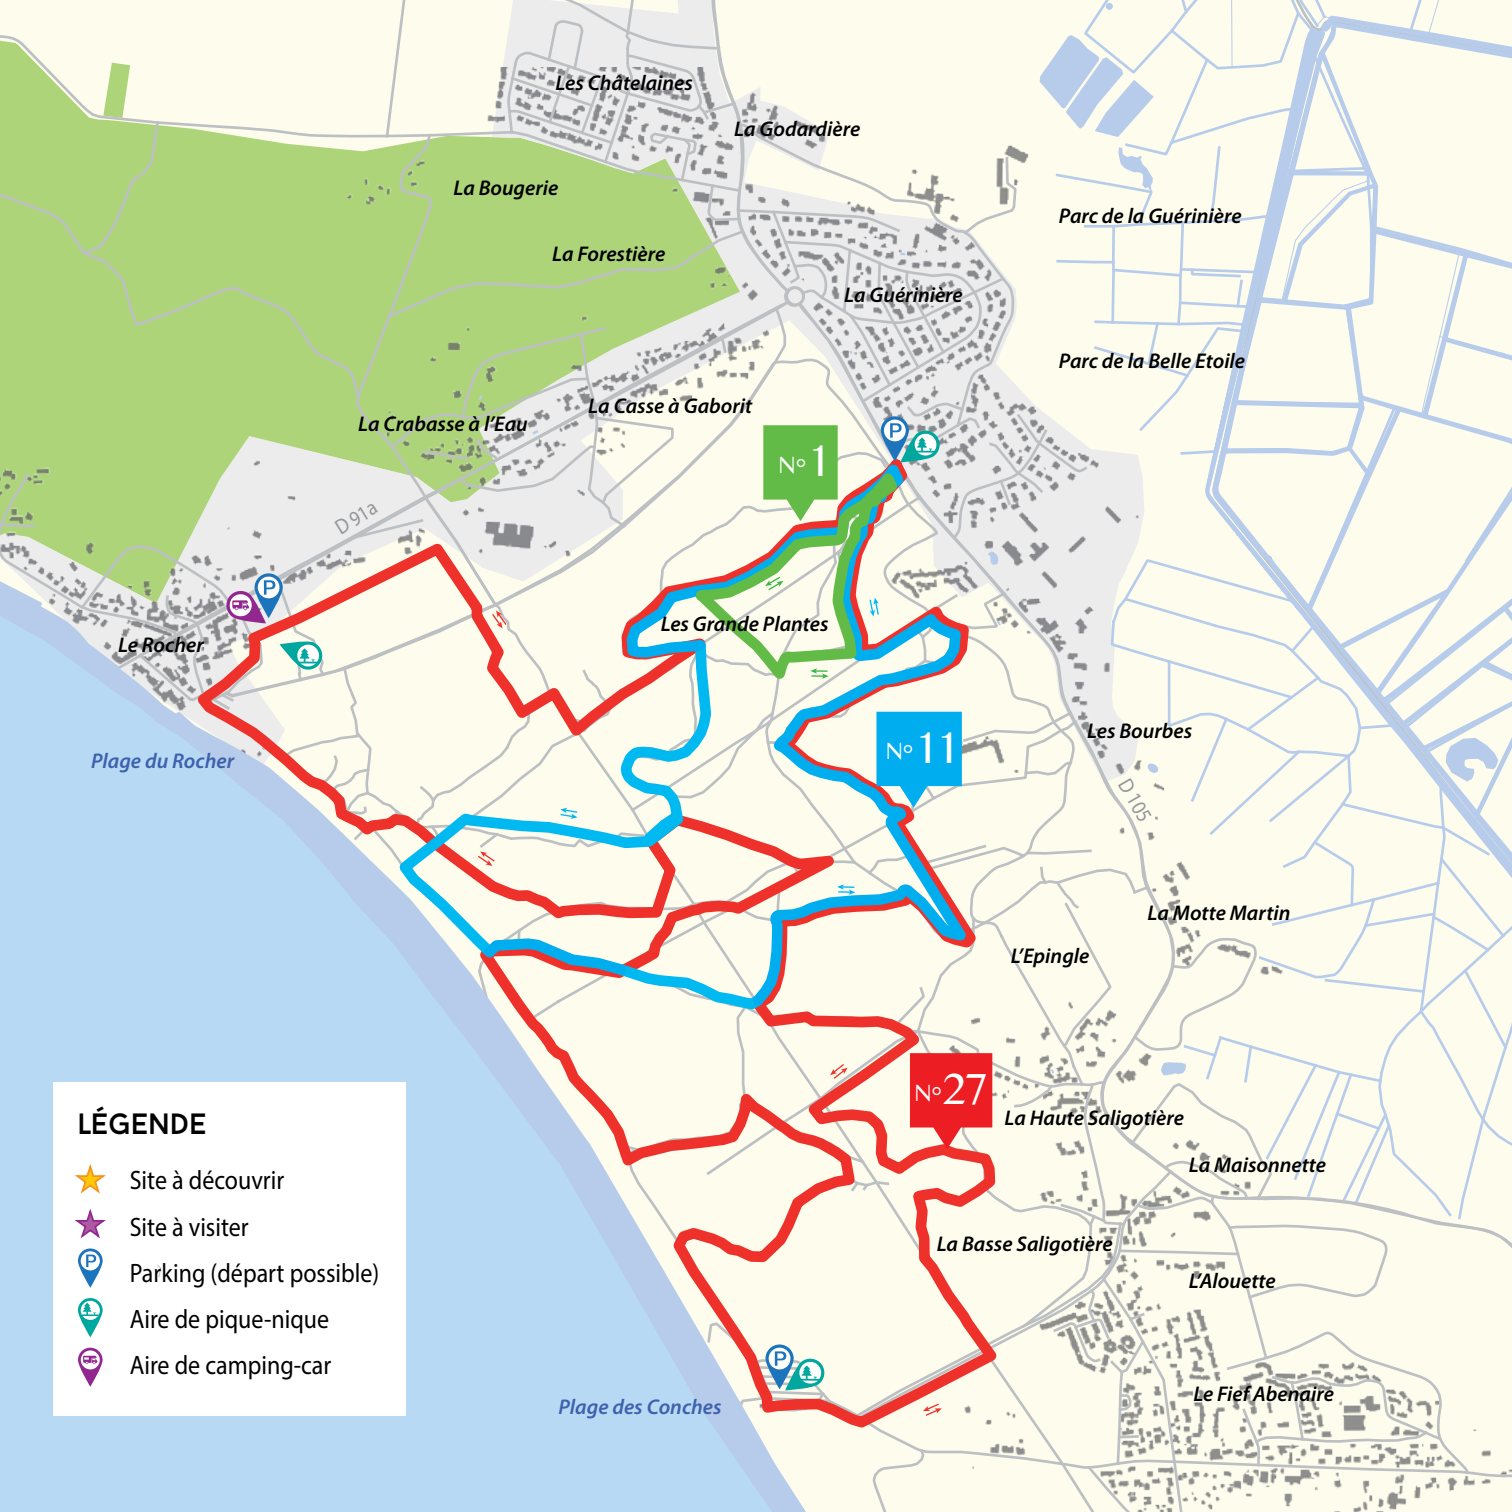 Les Châtelaines
La Godardière
La Bougerie
Parc de la Guérinière
La Forestière
La Guérinière
Parc de la Belle Etoile
La Casse à Gaborit
La Crabasse à l'Eau
P
N° 1
D 91a
P
Les Grande Plantes
Le Rocher
Les Bourbes
N° 11
Plage du Rocher
D 105
La Motte Martin
L'Epingle
N° 27
La Haute Saligotière
La Maisonnette
La Basse Saligotière
L'Alouette
P
Le Fief Abenaire
Plage des Conches
LÉGENDE
Site à découvrir
Site à visiter
P
Parking (départ possible)
Aire de pique-nique
Aire de camping-car